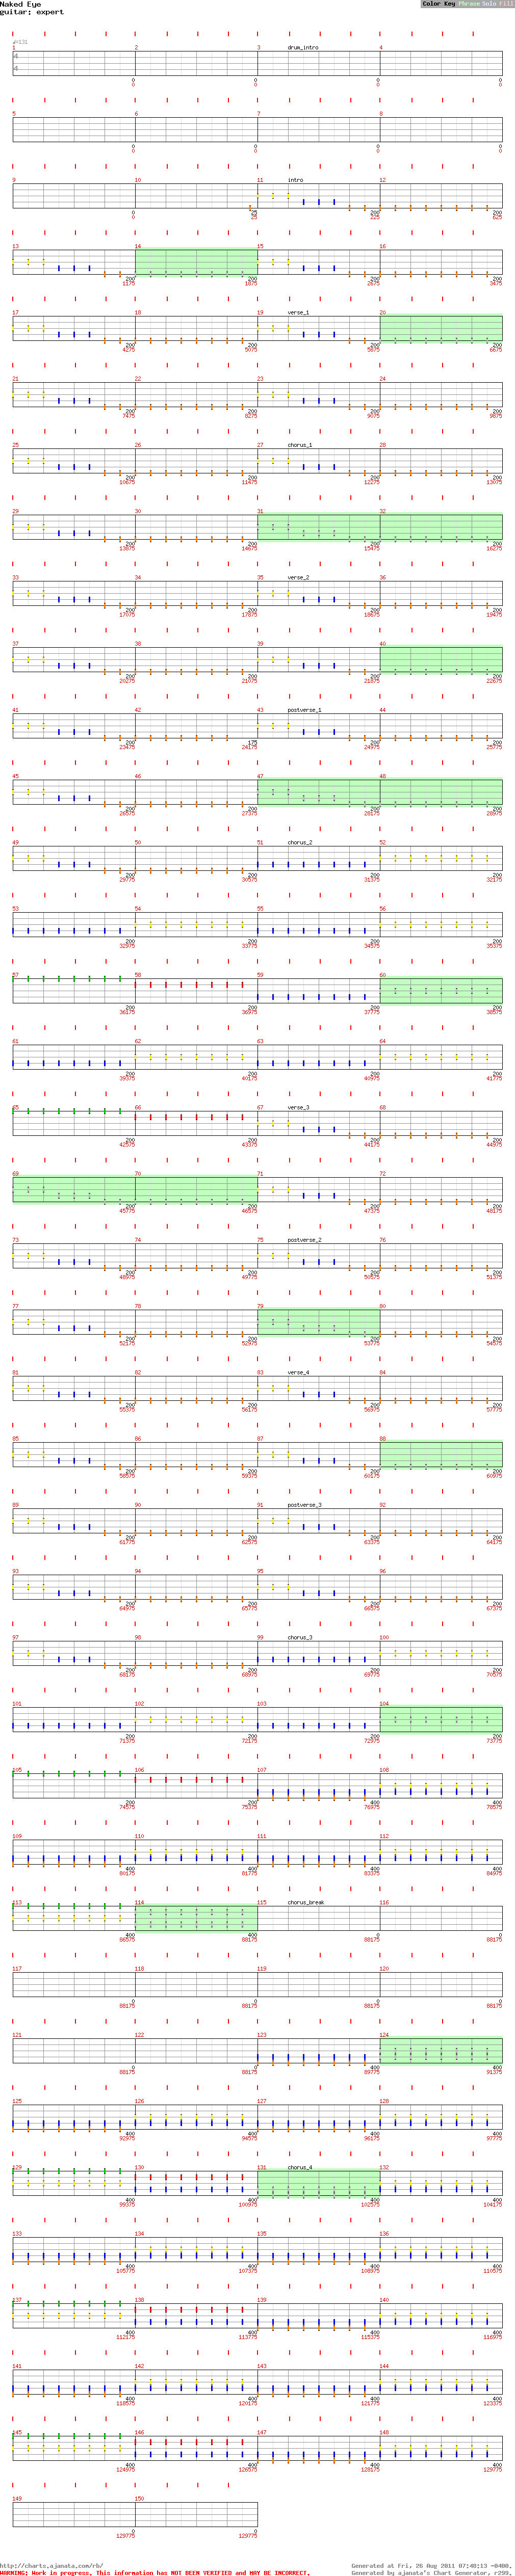 Naked Eye
guitar; expert
Color Key Phrase Solo Fill
♩=131
1 2 3 drum_intro 4
4
4
0 0 0 0
0 0 0 0
5 6 7 8
0 0 0 0
0 0 0 0
9 10 11 intro 12
0 25 200 200
0 25 225 625
13 14 15 16
200 200 200 200
1175 1875 2675 3475
17 18 19 verse_1 20
200 200 200 200
4275 5075 5875 6675
21 22 23 24
200 200 200 200
7475 8275 9075 9875
25 26 27 chorus_1 28
200 200 200 200
10675 11475 12275 13075
29 30 31 32
200 200 200 200
13875 14675 15475 16275
33 34 35 verse_2 36
200 200 200 200
17075 17875 18675 19475
37 38 39 40
200 200 200 200
20275 21075 21875 22675
41 42 43 postverse_1 44
200 175 200 200
23475 24175 24975 25775
45 46 47 48
200 200 200 200
26575 27375 28175 28975
49 50 51 chorus_2 52
200 200 200 200
29775 30575 31375 32175
53 54 55 56
200 200 200 200
32975 33775 34575 35375
57 58 59 60
200 200 200 200
36175 36975 37775 38575
61 62 63 64
200 200 200 200
39375 40175 40975 41775
65 66 67 verse_3 68
200 200 200 200
42575 43375 44175 44975
69 70 71 72
200 200 200 200
45775 46575 47375 48175
73 74 75 postverse_2 76
200 200 200 200
48975 49775 50575 51375
77 78 79 80
200 200 200 200
52175 52975 53775 54575
81 82 83 verse_4 84
200 200 200 200
55375 56175 56975 57775
85 86 87 88
200 200 200 200
58575 59375 60175 60975
89 90 91 postverse_3 92
200 200 200 200
61775 62575 63375 64175
93 94 95 96
200 200 200 200
64975 65775 66575 67375
97 98 99 chorus_3 100
200 200 200 200
68175 68975 69775 70575
101 102 103 104
200 200 200 200
71375 72175 72975 73775
105 106 107 108
200 200 400 400
74575 75375 76975 78575
109 110 111 112
400 400 400 400
80175 81775 83375 84975
113 114 115 chorus_break 116
400 400 0 0
86575 88175 88175 88175
117 118 119 120
0 0 0 0
88175 88175 88175 88175
121 122 123 124
0 0 400 400
88175 88175 89775 91375
125 126 127 128
400 400 400 400
92975 94575 96175 97775
129 130 131 chorus_4 132
400 400 400 400
99375 100975 102575 104175
133 134 135 136
400 400 400 400
105775 107375 108975 110575
137 138 139 140
400 400 400 400
112175 113775 115375 116975
141 142 143 144
400 400 400 400
118575 120175 121775 123375
145 146 147 148
400 400 400 400
124975 126575 128175 129775
149 150
0 0
129775 129775
http://charts.ajanata.com/rb/ Generated at Fri, 26 Aug 2011 07:48:13 -0400.
WARNING: Work in progress. This information has NOT BEEN VERIFIED and MAY BE INCORRECT. Generated by ajanata's Chart Generator, r299.